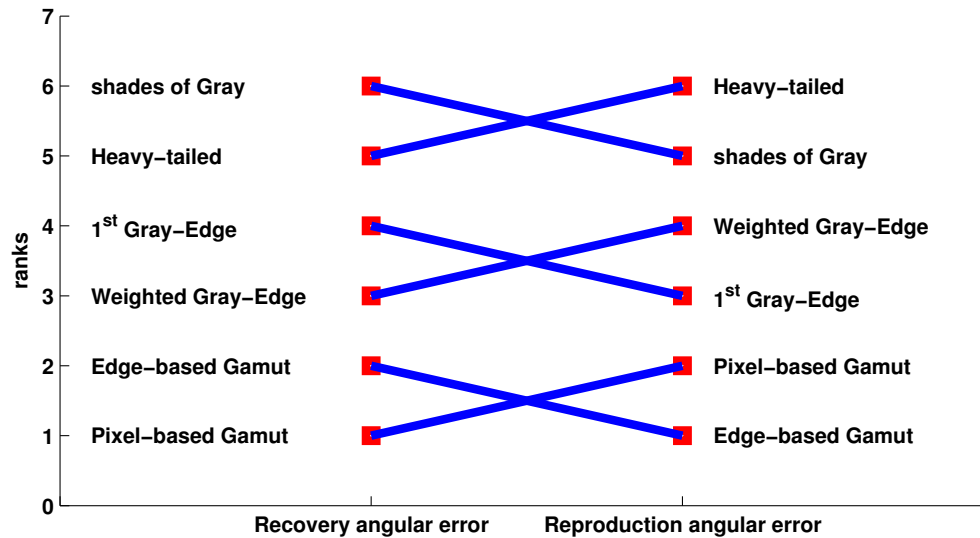 7
6
5
4
3
2
1
0
ranks
shades of Gray
Heavy−tailed
1st Gray−Edge
Weighted Gray−Edge
Edge−based Gamut
Pixel−based Gamut
Heavy−tailed
shades of Gray
Weighted Gray−Edge
1st Gray−Edge
Pixel−based Gamut
Edge−based Gamut
Recovery angular error
Reproduction angular error